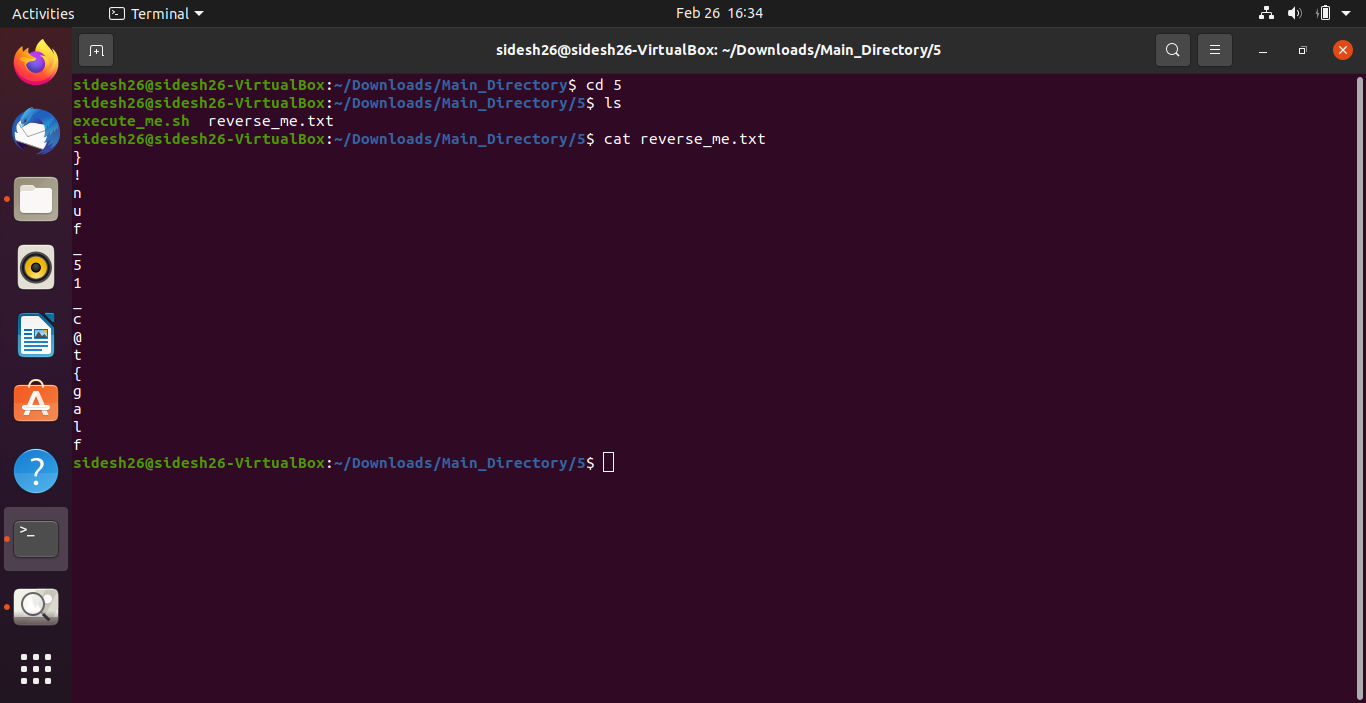 Activities Terminal Feb 26 16:34
sidesh26@sidesh26-VirtualBox: ~/Downloads/Main_Directory/5
sidesh26@sidesh26-VirtualBox:~/Downloads/Main_Directory$ cd 5
sidesh26@sidesh26-VirtualBox:~/Downloads/Main_Directory/5$ ls
execute_me.sh  reverse_me.txt
sidesh26@sidesh26-VirtualBox:~/Downloads/Main_Directory/5$ cat reverse_me.txt
}
!
n
u
f
_
5
1
_
c
@
t
{
g
a
l
f
sidesh26@sidesh26-VirtualBox:~/Downloads/Main_Directory/5$